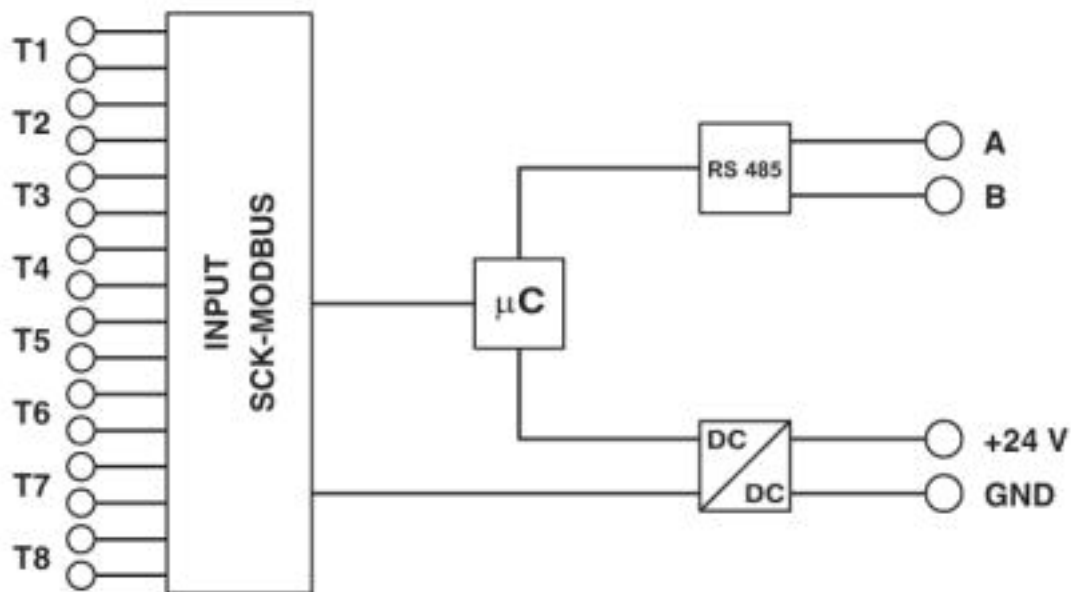 T1
T2
T3
T4
T5
T6
T7
T8
INPUT
SCK-MODBUS
μC
RS 485
A
B
DC
DC
+24 V
GND